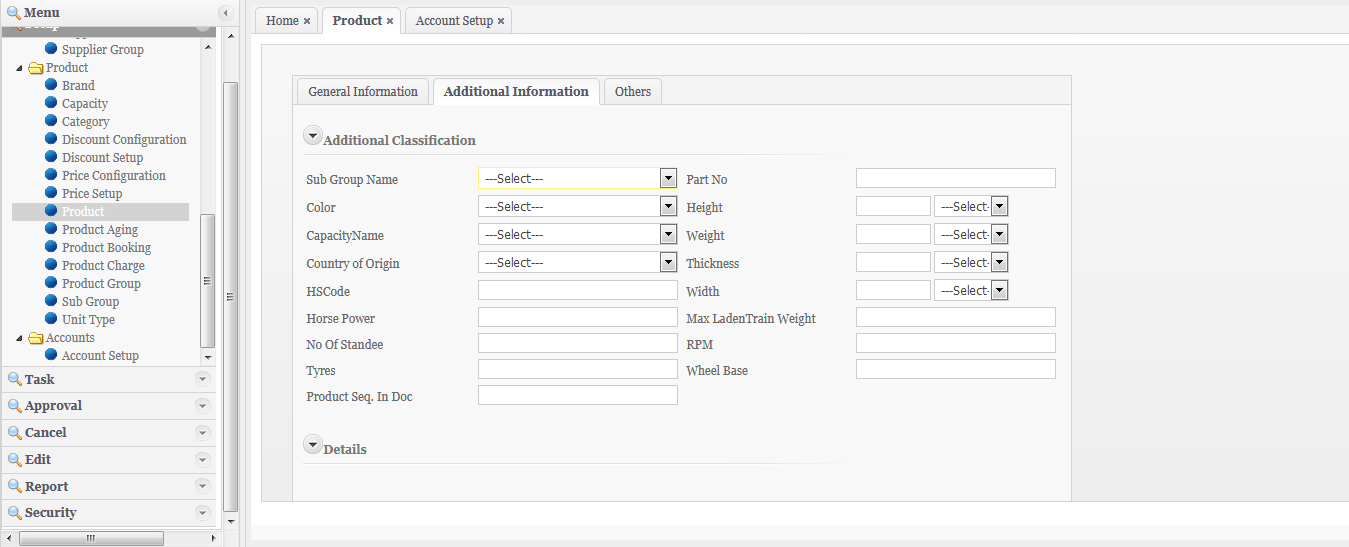 Menu
Supplier Group
Product
Brand
Capacity
Category
Discount Configuration
Discount Setup
Price Configuration
Price Setup
Product
Product Aging
Product Booking
Product Charge
Product Group
Sub Group
Unit Type
Accounts
Account Setup
Task
Approval
Cancel
Edit
Report
Security
Home × Product × Account Setup ×
General Information Additional Information Others
Additional Classification
Sub Group Name ---Select--- Part No
Color ---Select--- Height ---Select-
CapacityName ---Select--- Weight ---Select-
Country of Origin ---Select--- Thickness ---Select-
HSCode Width ---Select-
Horse Power Max LadenTrain Weight
No Of Standee RPM
Tyres Wheel Base
Product Seq. In Doc
Details